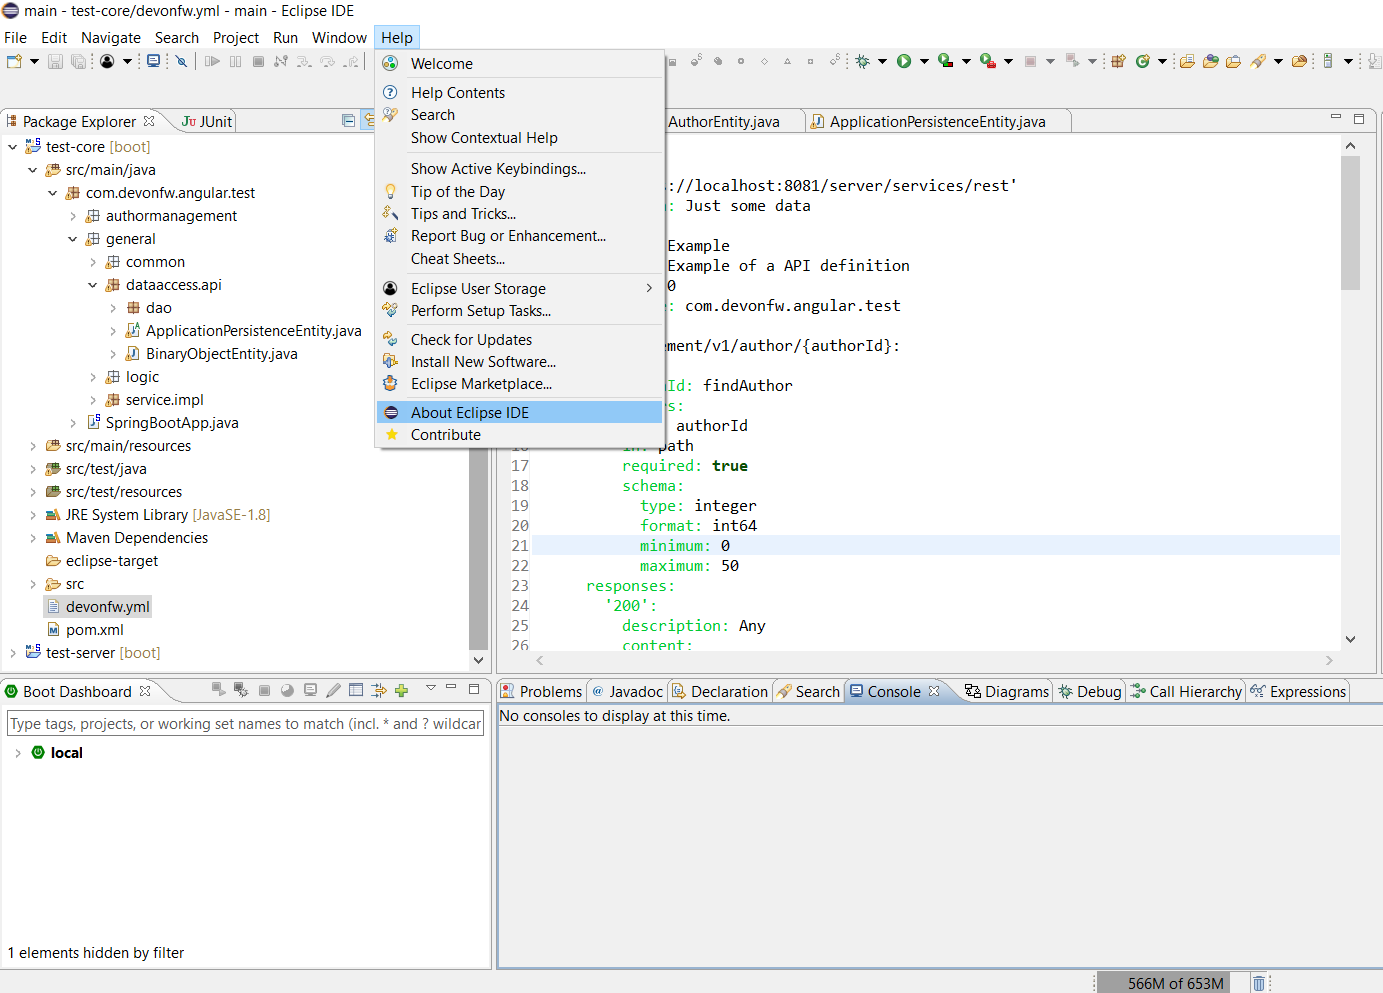 main - test-core/devonfw.yml - main - Eclipse IDE
File Edit Navigate Search Project Run Window Help
Welcome
Help Contents
Search
Show Contextual Help
Show Active Keybindings...
Tip of the Day
Tips and Tricks...
Report Bug or Enhancement...
Cheat Sheets...
Eclipse User Storage
Perform Setup Tasks...
Check for Updates
Install New Software...
Eclipse Marketplace...
About Eclipse IDE
Contribute
Package Explorer JUnit
test-core [boot]
src/main/java
com.devonfw.angular.test
authormanagement
general
common
dataaccess.api
dao
ApplicationPersistenceEntity.java
BinaryObjectEntity.java
logic
service.impl
SpringBootApp.java
src/main/resources
src/test/java
src/test/resources
JRE System Library [JavaSE-1.8]
Maven Dependencies
eclipse-target
src
devonfw.yml
pom.xml
test-server [boot]
AuthorEntity.java ApplicationPersistenceEntity.java
://localhost:8081/server/services/rest'
: Just some data
Example
Example of a API definition
0
: com.devonfw.angular.test
ement/v1/author/{authorId}:
Id: findAuthor
s:
authorId
in: path
17 required: true
18 schema:
19 type: integer
20 format: int64
21 minimum: 0
22 maximum: 50
23 responses:
24 '200':
25 description: Any
26 content:
Boot Dashboard
Type tags, projects, or working set names to match (incl. * and ? wildcar
local
1 elements hidden by filter
Problems @ Javadoc Declaration Search Console Diagrams Debug Call Hierarchy Expressions
No consoles to display at this time.
566M of 653M